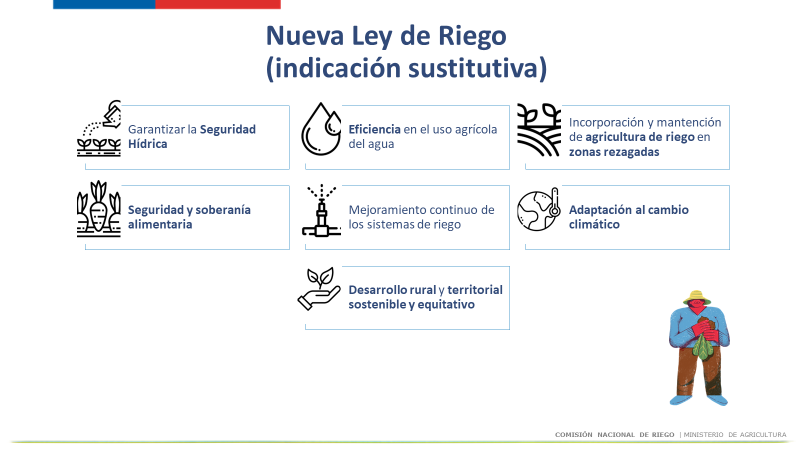 Nueva Ley de Riego
(indicación sustitutiva)
Garantizar la Seguridad
Hídrica
Eficiencia en el uso agrícola
del agua
Incorporación y mantención
de agricultura de riego en
zonas rezagadas
Seguridad y soberanía
alimentaria
Mejoramiento continuo de
los sistemas de riego
Adaptación al cambio
climático
Desarrollo rural y territorial
sostenible y equitativo
COMISIÓN NACIONAL DE RIEGO | MINISTERIO DE AGRICULTURA